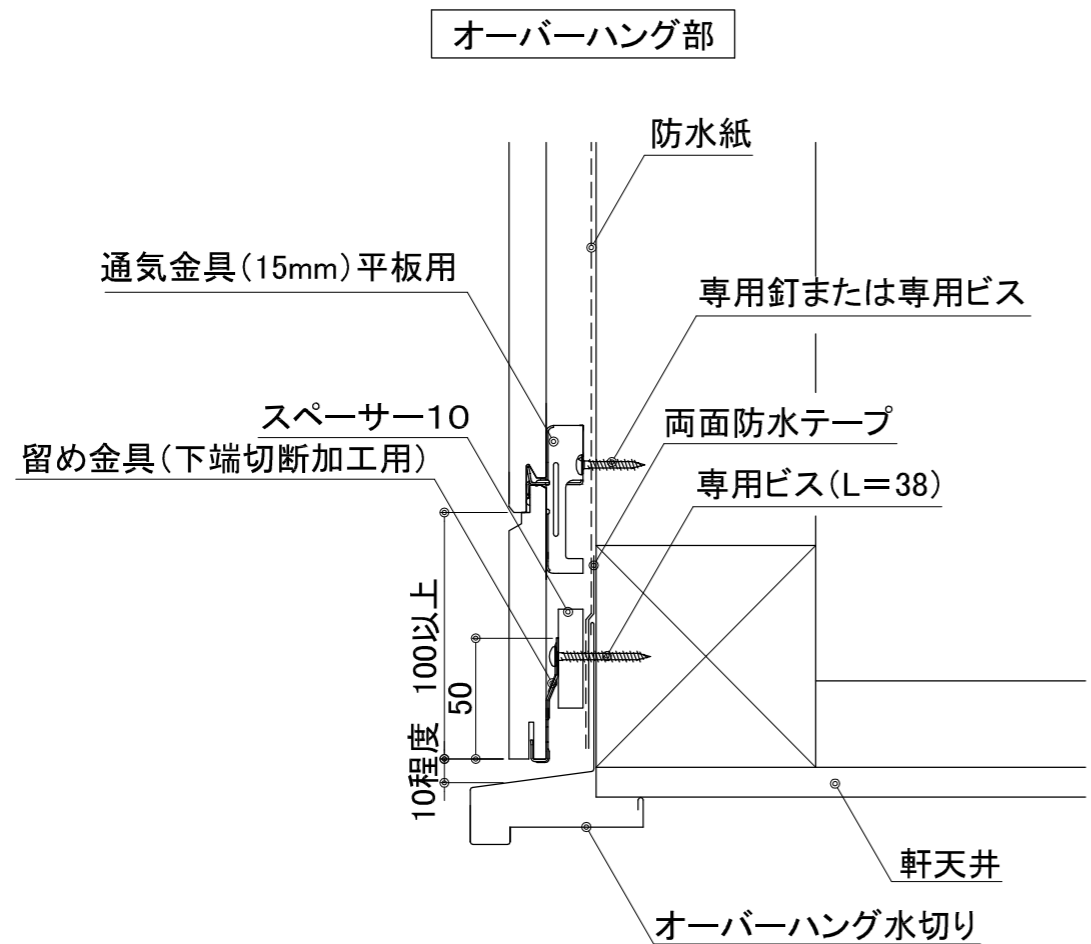 オーバーハング部
防水紙
通気金具(15mm)平板用
専用釘または専用ビス
スペーサー10
両面防水テープ
留め金具(下端切断加工用)
専用ビス(L=38)
100以上
50
10程度
軒天井
オーバーハング水切り